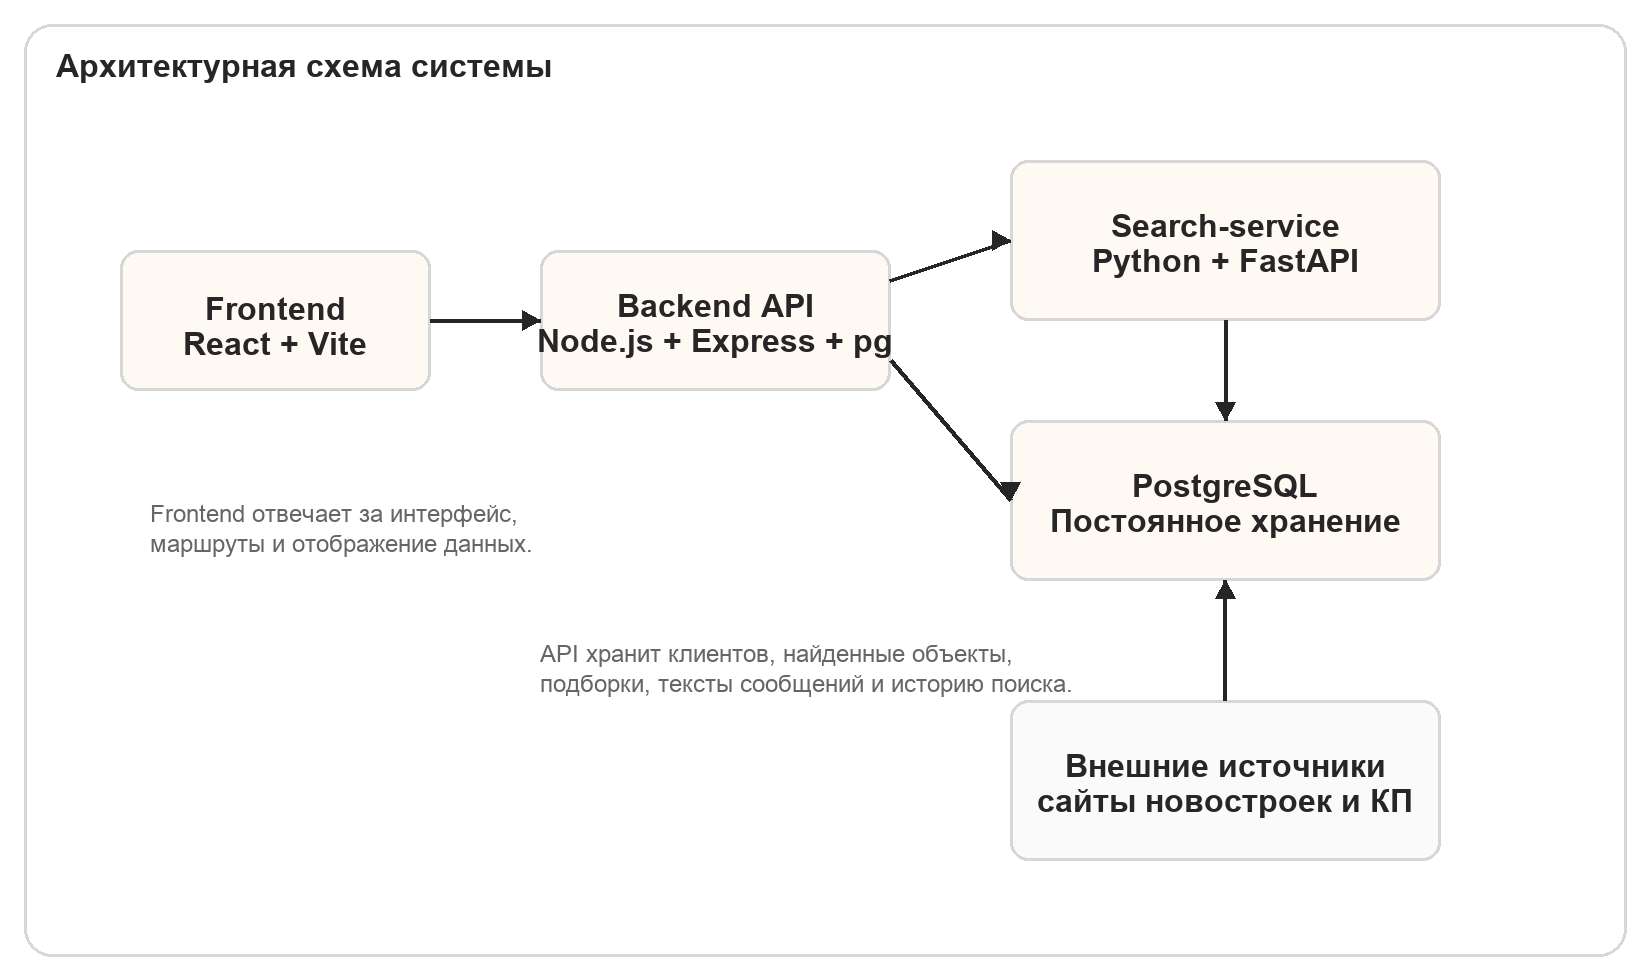 Архитектурная схема системы
Frontend
React + Vite
Backend API
Node.js + Express + pg
Search-service
Python + FastAPI
PostgreSQL
Постоянное хранение
Frontend отвечает за интерфейс,
маршруты и отображение данных.
API хранит клиентов, найденные объекты,
подборки, тексты сообщений и историю поиска.
Внешние источники
сайты новостроек и КП